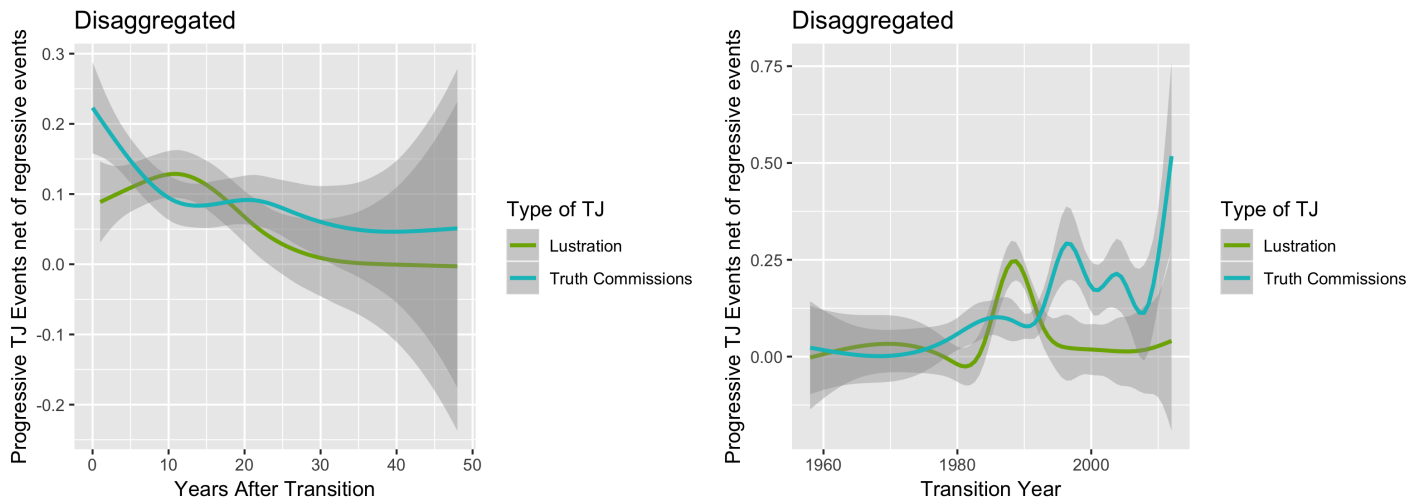 Disaggregated
Progressive TJ Events net of regressive events
0.3
0.2
0.1
0.0
-0.1
-0.2
0 10 20 30 40 50
Years After Transition
Type of TJ
Lustration
Truth Commissions
Disaggregated
Progressive TJ Events net of regressive events
0.75
0.50
0.25
0.00
1960 1980 2000
Transition Year
Type of TJ
Lustration
Truth Commissions